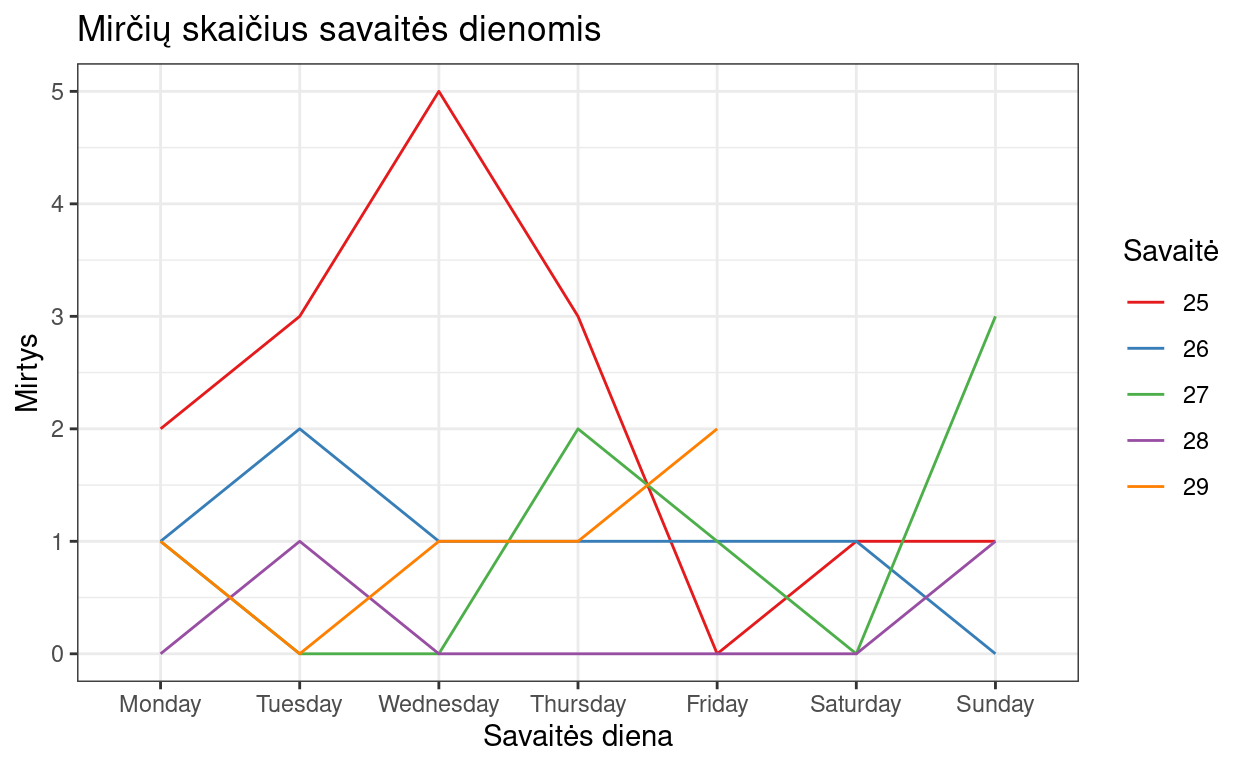 Mirčių skaičius savaitės dienomis
5
4
3
2
1
0
Mirtys
Monday Tuesday Wednesday Thursday Friday Saturday Sunday
Savaitės diena
Savaitė
25
26
27
28
29